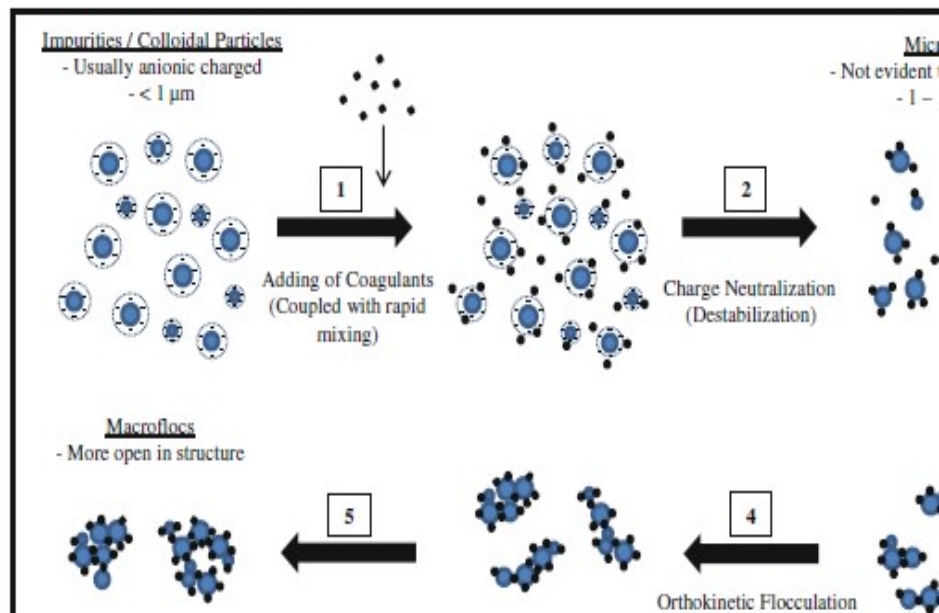 Impurities / Colloidal Particles
- Usually anionic charged
- < 1 µm
1
Adding of Coagulants
(Coupled with rapid
mixing)
2
Charge Neutralization
(Destabilization)
- Not evident
- 1 –
Macroflocs
- More open in structure
5
4
Orthokinetic Flocculation